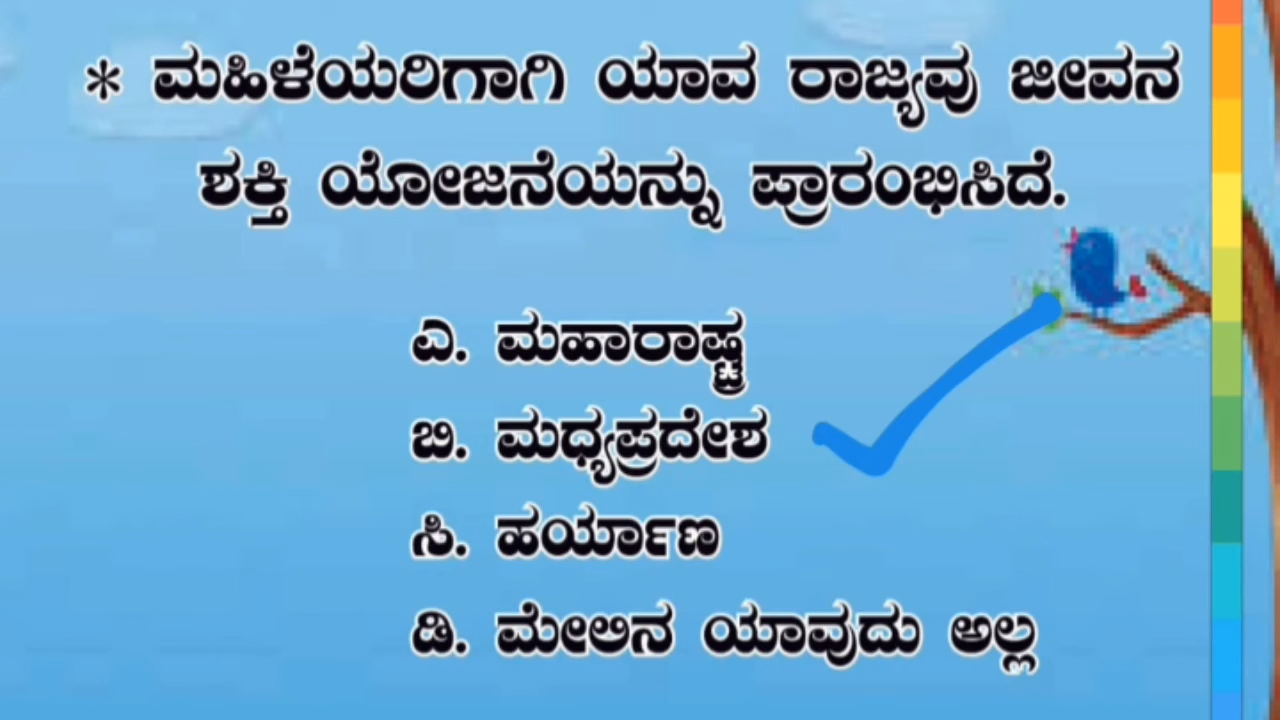 * ಮಹಿಳೆಯರಿಗಾಗಿ ಯಾವ ರಾಜ್ಯವು ಜೀವನ
ಶಕ್ತಿ ಯೋಜನೆಯನ್ನು ಪ್ರಾರಂಭಿಸಿದೆ.
ಎ. ಮಹಾರಾಷ್ಟ್ರ
ಬಿ. ಮಧ್ಯಪ್ರದೇಶ
ಸಿ. ಹರ್ಯಾಣ
ಡಿ. ಮೇಲಿನ ಯಾವುದು ಅಲ್ಲ